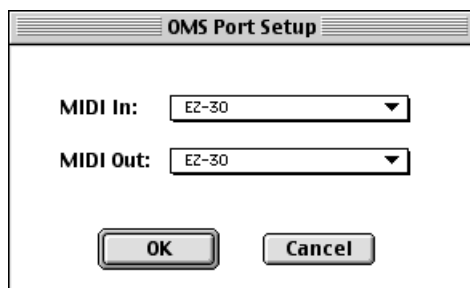 OMS Port Setup
MIDI In: EZ-30
MIDI Out: EZ-30
OK Cancel